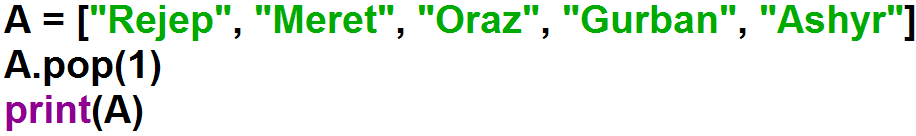 A = ["Rejep", "Meret", "Oraz", "Gurban", "Ashyr"]
A.pop(1)
print(A)